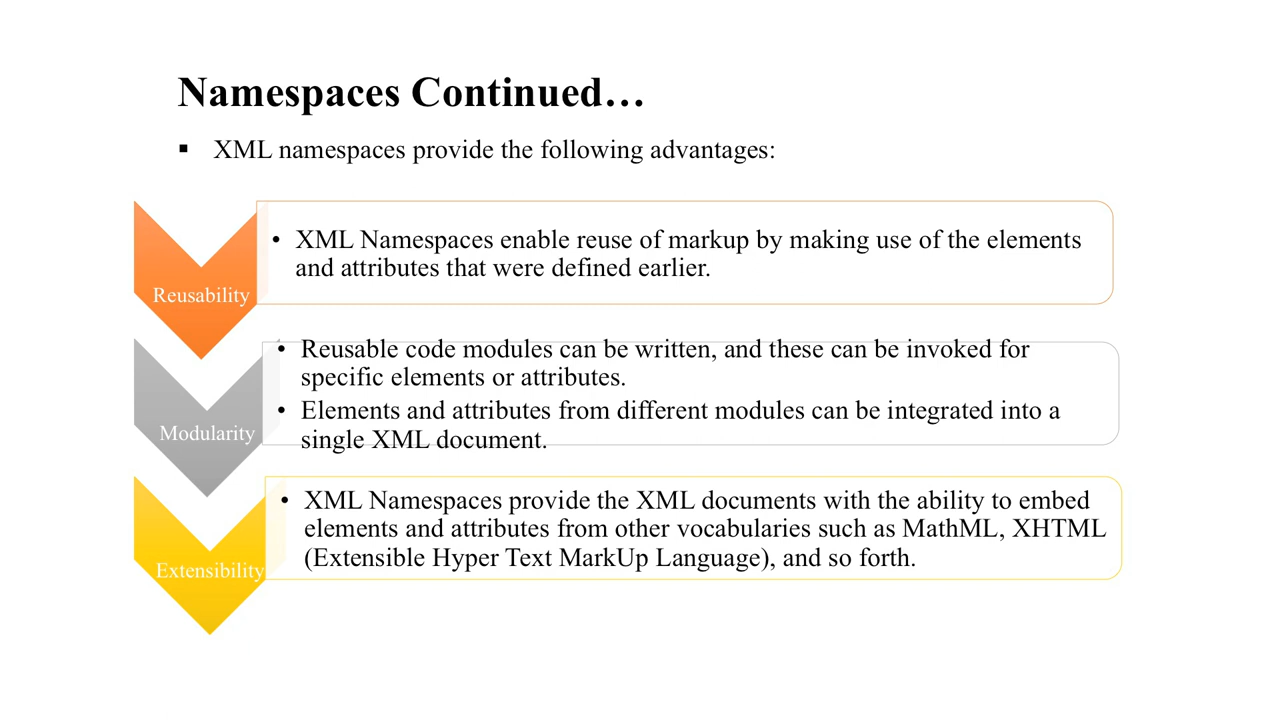 Namespaces Continued…
▪ XML namespaces provide the following advantages:
Reusability
• XML Namespaces enable reuse of markup by making use of the elements
and attributes that were defined earlier.
Modularity
• Reusable code modules can be written, and these can be invoked for
specific elements or attributes.
• Elements and attributes from different modules can be integrated into a
single XML document.
Extensibility
• XML Namespaces provide the XML documents with the ability to embed
elements and attributes from other vocabularies such as MathML, XHTML
(Extensible Hyper Text MarkUp Language), and so forth.